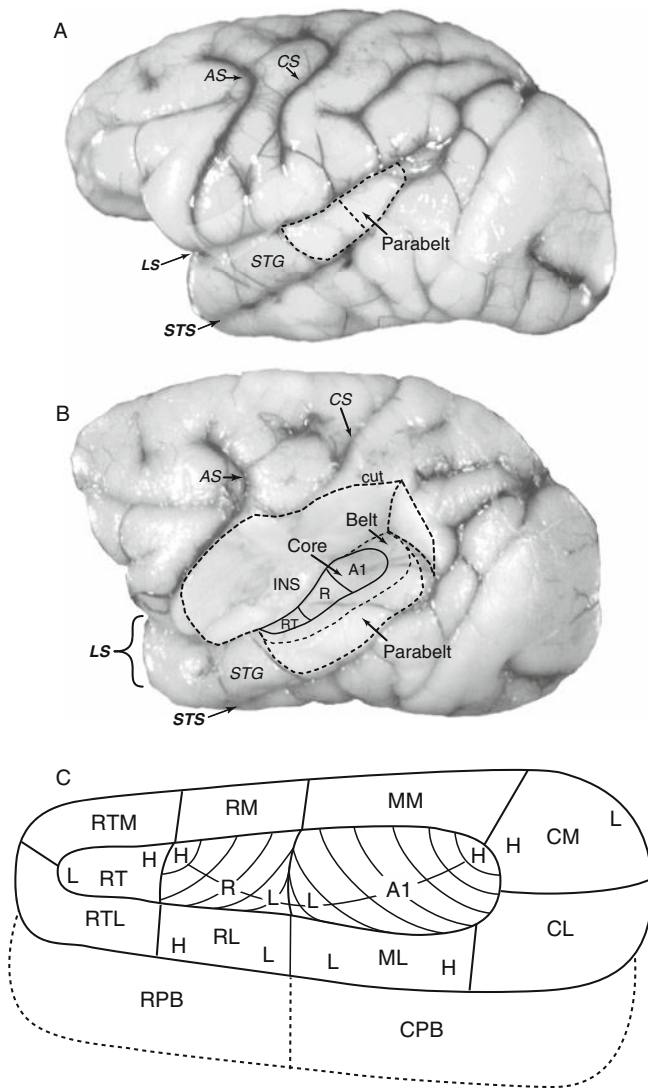 A
AS
CS
Parabelt
LS
STG
STS
B
CS
AS
cut
Belt
Core
A1
INS
R
RT
LS
Parabelt
STG
STS
C
RTM RM MM CM L
H H H H
L RT R L L A1
RTL H RL L L ML H CL
RPB CPB